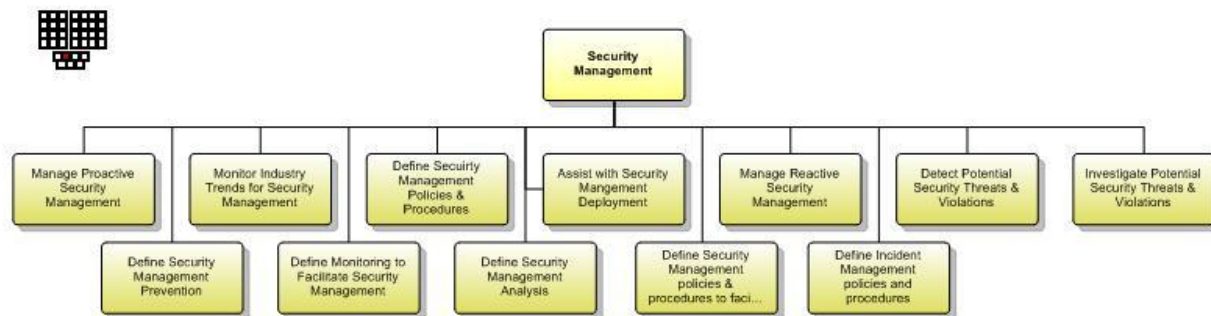 Security
Management
Manage Proactive
Security
Management
Monitor Industry
Trends for Security
Management
Define Secuirty
Management
Policies &
Procedures
Assist with Security
Mangement
Deployment
Manage Reactive
Security
Management
Detect Potential
Security Threats &
Violations
Investigate Potential
Security Threats &
Violations
Define Security
Management
Prevention
Define Monitoring to
Facilitate Security
Management
Define Security
Management
Analysis
Define Security
Management
policies &
procedures to faci...
Define Incident
Management
policies and
procedures